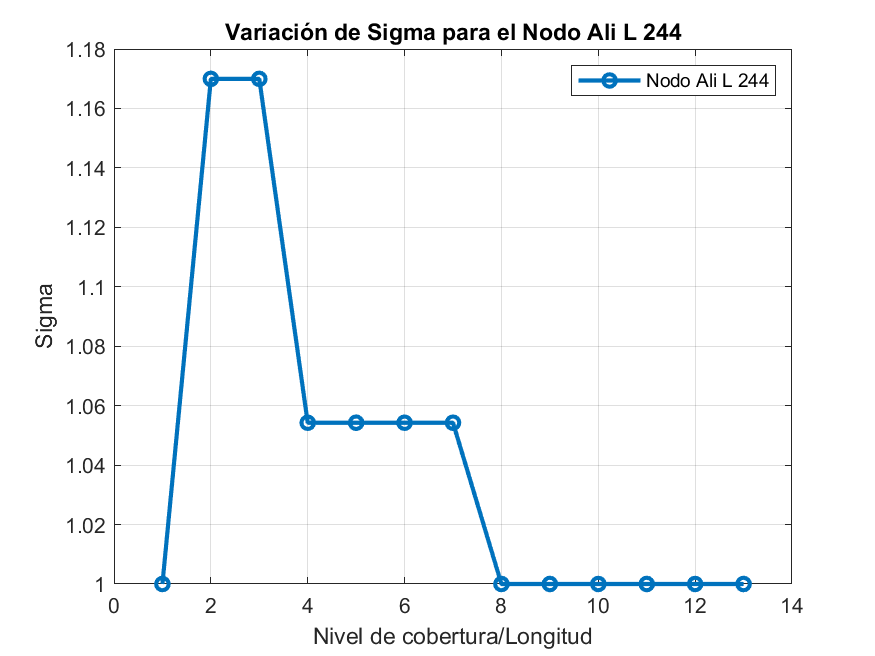 Variación de Sigma para el Nodo Ali L 244
Nodo Ali L 244
1.18
1.16
1.14
1.12
1.1
1.08
1.06
1.04
1.02
1
Sigma
0 2 4 6 8 10 12 14
Nivel de cobertura/Longitud